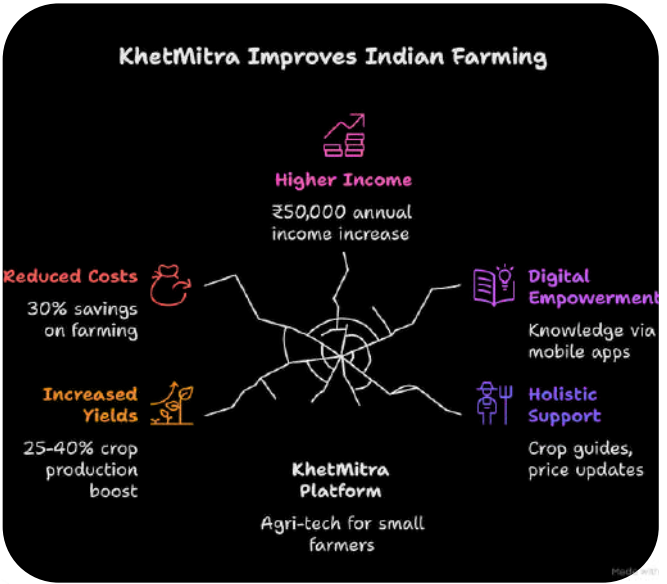 KhetMitra Improves Indian Farming
Higher Income
₹50,000 annual
income increase
Reduced Costs
30% savings
on farming
Digital
Empowerment
Knowledge via
mobile apps
Increased
Yields
25-40% crop
production
boost
Holistic
Support
Crop guides,
price updates
KhetMitra
Platform
Agri-tech for small
farmers
Made with